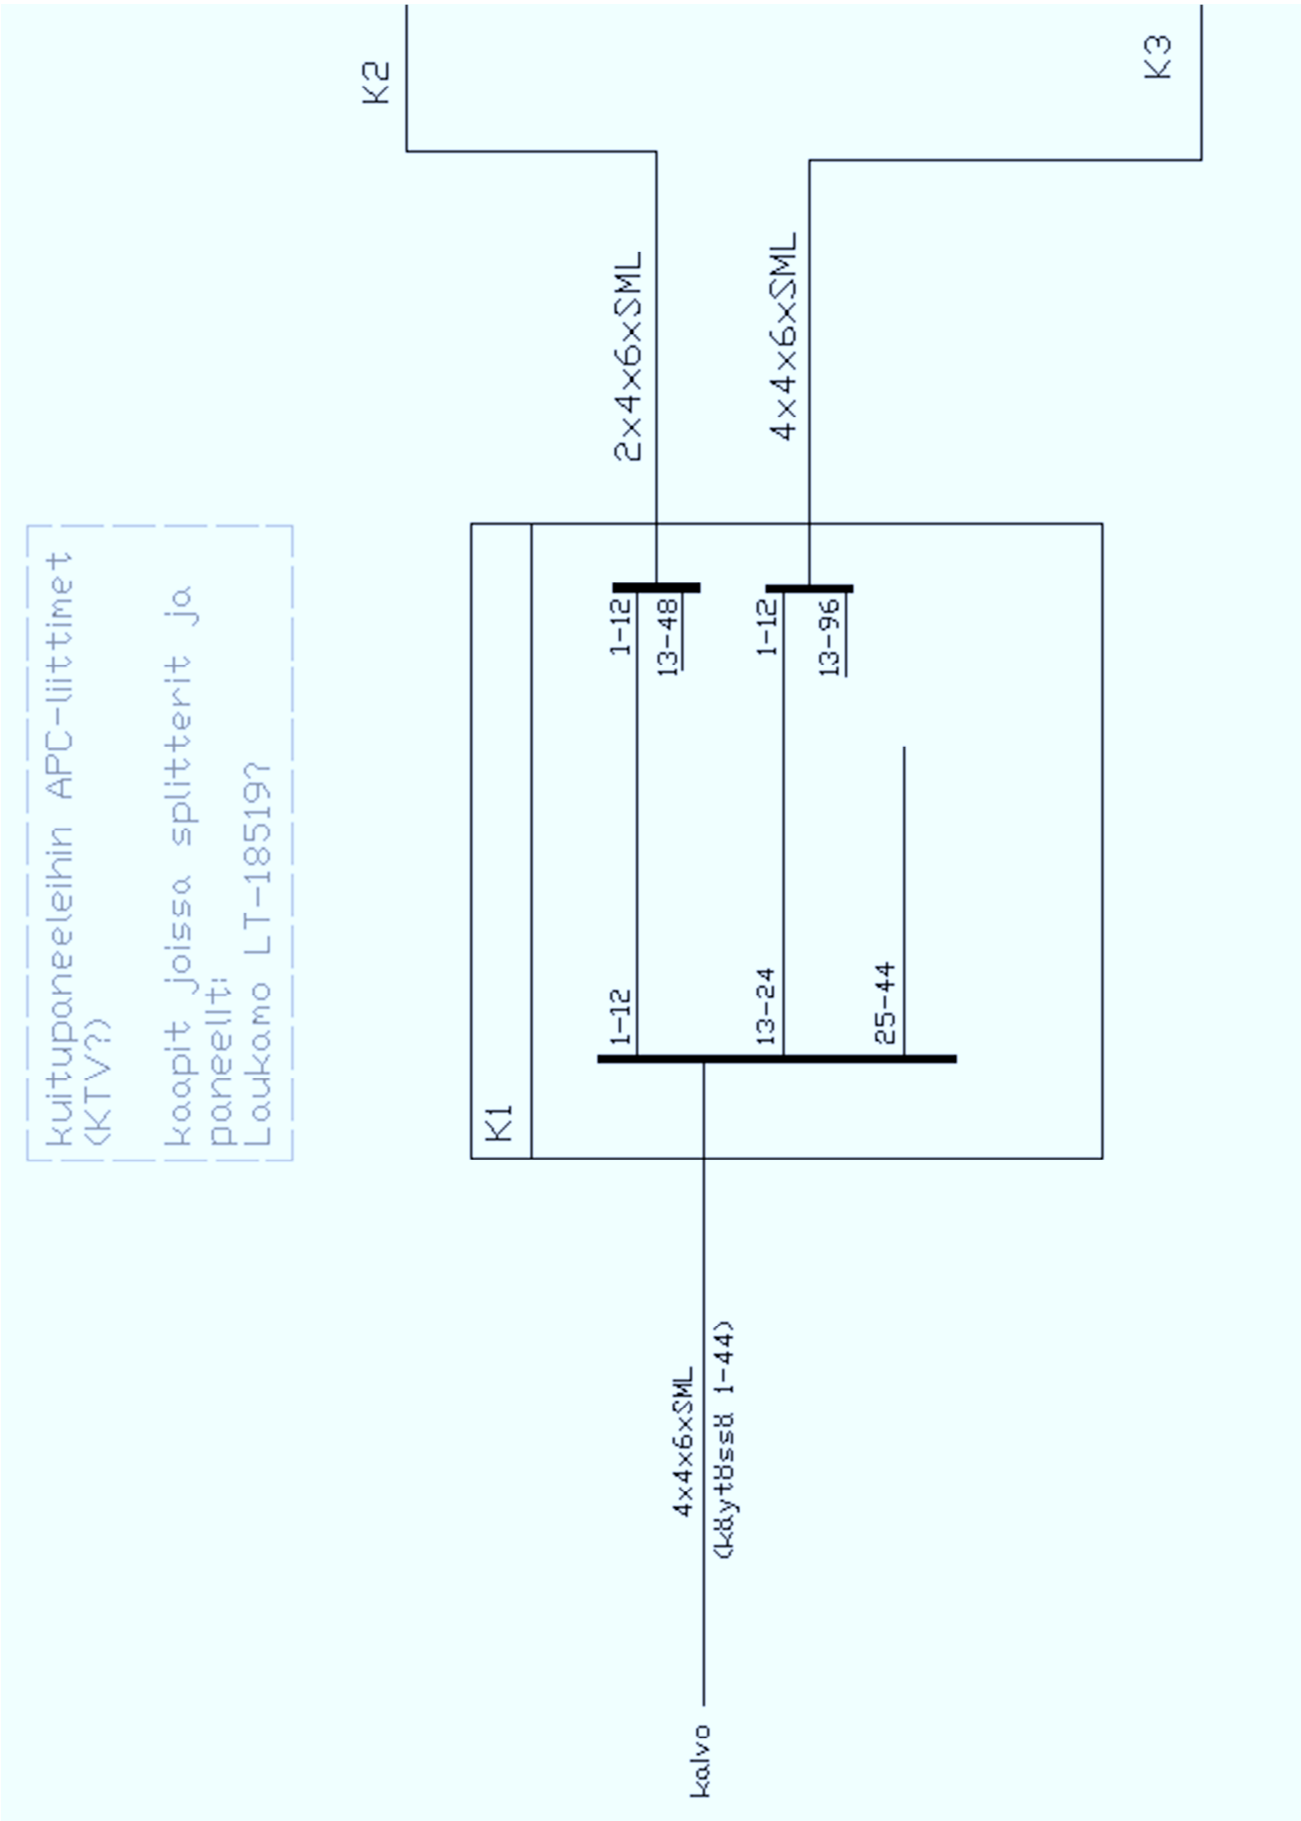 kuitupaneeleihin APC-liittimet
(KTV?)
kaapit joissa splitterit ja
paneelit:
Laukamo LT-18519?
K1
1-12
13-24
25-44
1-12
13-48
1-12
13-96
kaivo
4x4x6xSML
(käytössä 1-44)
2x4x6xSML
4x4x6xSML
K2
K3